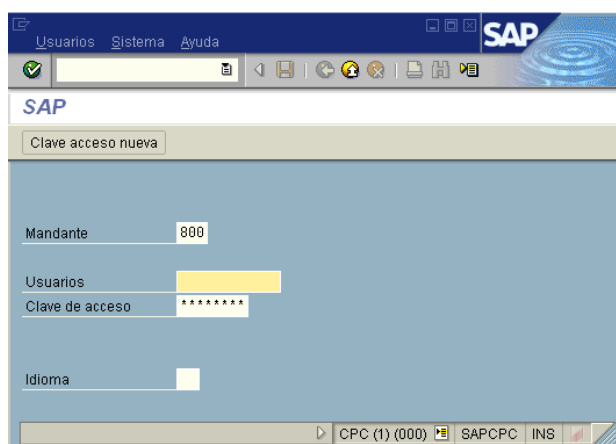 SAP
Usuarios Sistema Ayuda
SAP
Clave acceso nueva
Mandante 800
Usuarios
Clave de acceso ********
Idioma
CPC (1) (000) SAPCPC INS